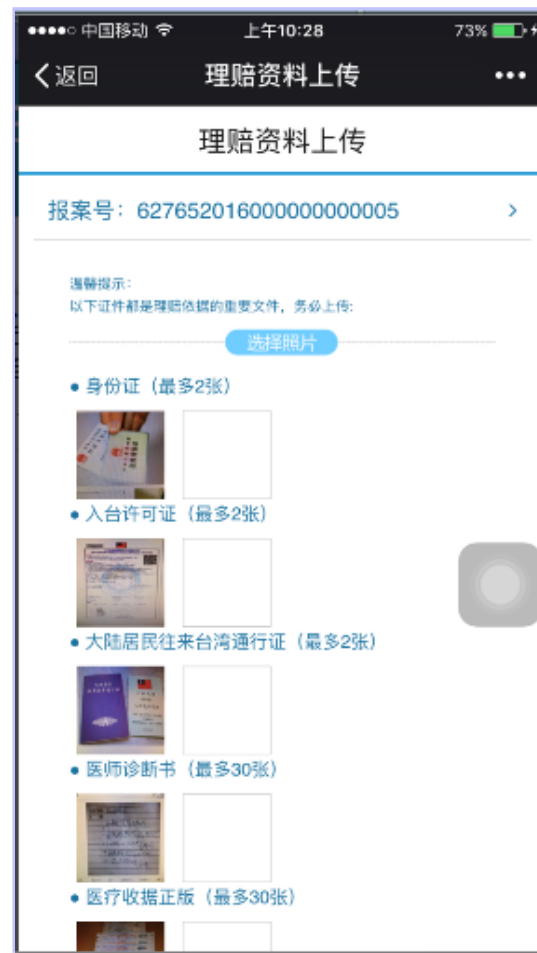 中国移动 上午10:28 73%
返回 理赔资料上传
理赔资料上传
报案号：627652016000000000005
温馨提示：
以下证件都是理赔依据的重要文件，务必上传：
选择照片
身份证（最多2张）
入台许可证（最多2张）
大陆居民往来台湾通行证（最多2张）
医师诊断书（最多30张）
医疗收据正版（最多30张）